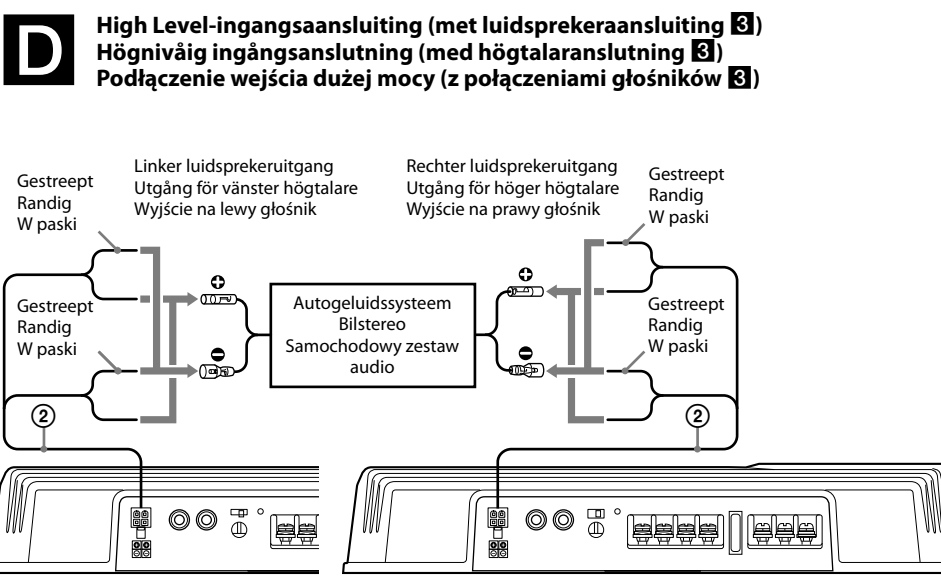 D
High Level-ingangsaansluiting (met luidsprekeraansluiting 3)
Högnivåig ingångsanslutning (med högtalaranslutning 3)
Podłączenie wejścia dużej mocy (z połączeniami głośników 3)
Gestreept
Randig
W paski
Linker luidsprekeruitgang
Utgång för vänster högtalare
Wyjście na lewy głośnik
Rechter luidsprekeruitgang
Utgång för höger högtalare
Wyjście na prawy głośnik
Gestreept
Randig
W paski
Gestreept
Randig
W paski
Autogeluidssysteem
Bilstereo
Samochodowy zestaw
audio
Gestreept
Randig
W paski
2
2